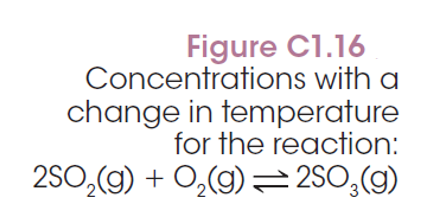 Figure C1.16
Concentrations with a
change in temperature
for the reaction:
2SO₂(g) + O₂(g) ⇌ 2SO₃(g)